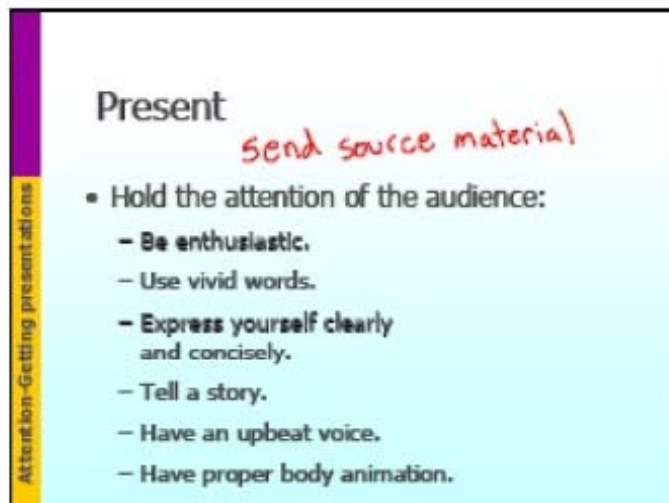 Present
send source material
• Hold the attention of the audience:
– Be enthusiastic.
– Use vivid words.
– Express yourself clearly
and concisely.
– Tell a story.
– Have an upbeat voice.
– Have proper body animation.
Attention-Getting presentations